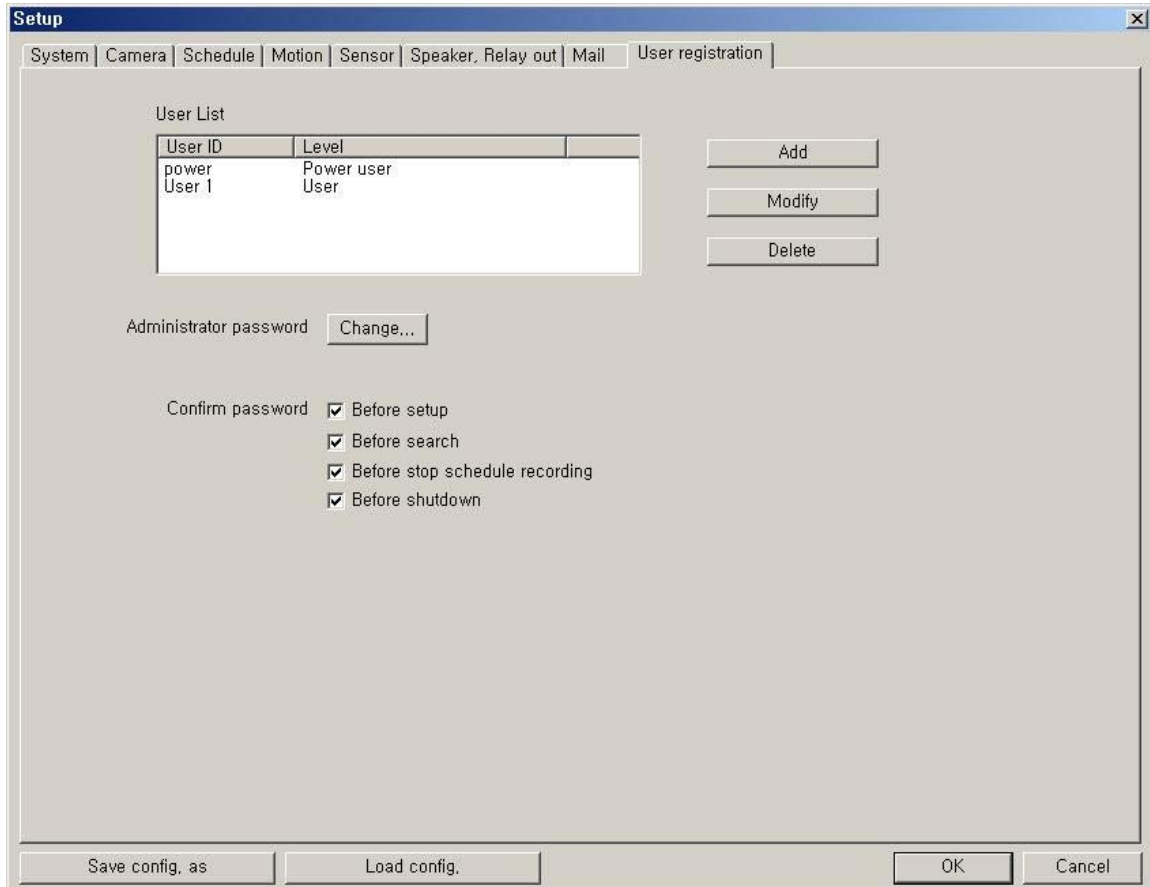 Setup
System Camera Schedule Motion Sensor Speaker, Relay out Mail User registration
User List
User ID Level
power Power user
User 1 User
Add
Modify
Delete
Administrator password Change...
Confirm password Before setup
Before search
Before stop schedule recording
Before shutdown
Save config, as Load config, OK Cancel